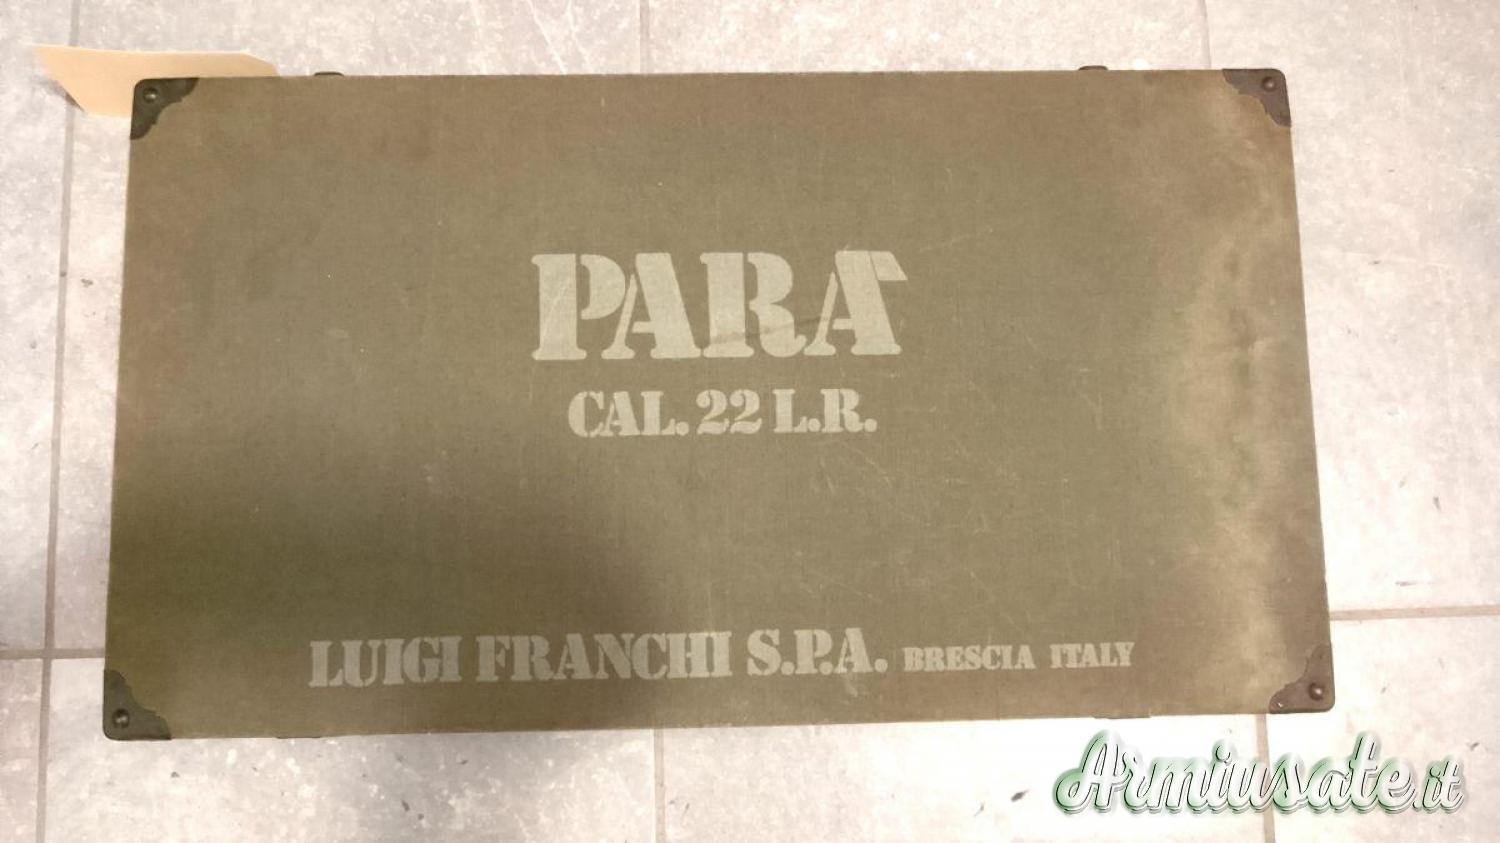 PARA'
CAL. 22 L.R.
LUIGI FRANCHI S.P.A. BRESCIA ITALY
Armiusate.it